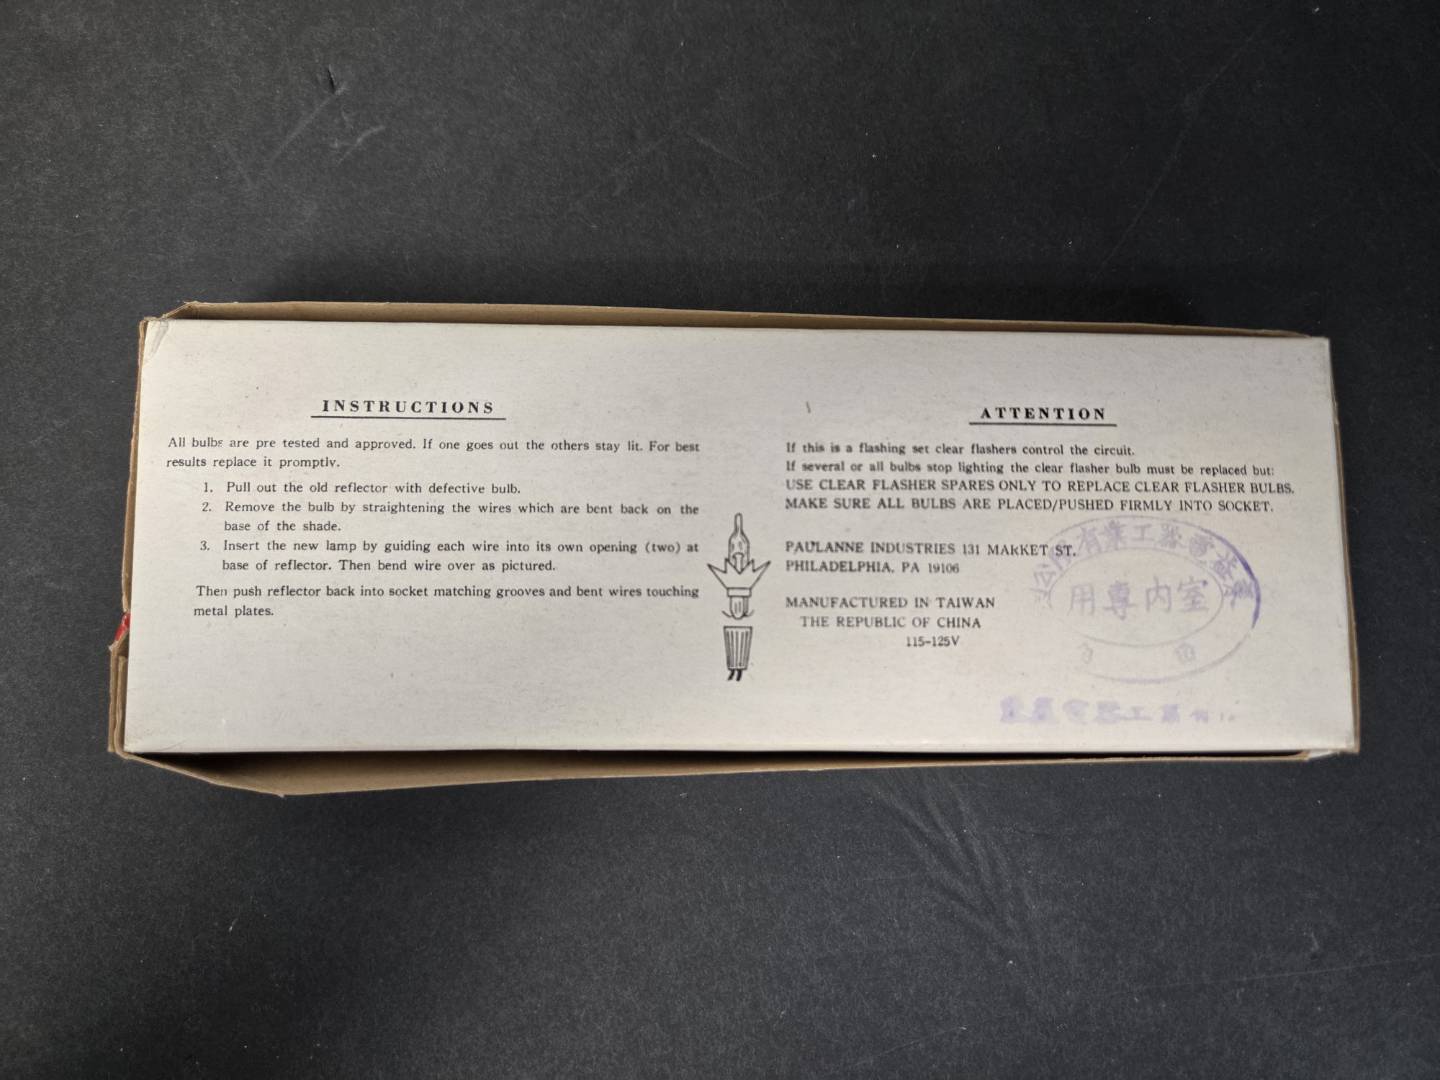 INSTRUCTIONS
All bulbs are pre tested and approved. If one goes out the others stay lit. For best
results replace it promptly.
1. Pull out the old reflector with defective bulb.
2. Remove the bulb by straightening the wires which are bent back on the
base of the shade.
3. Insert the new lamp by guiding each wire into its own opening (two) at
base of reflector. Then bend wire over as pictured.
Then push reflector back into socket matching grooves and bent wires touching
metal plates.
ATTENTION
If this is a flashing set clear flashers control the circuit.
If several or all bulbs stop lighting the clear flasher bulb must be replaced but:
USE CLEAR FLASHER SPARES ONLY TO REPLACE CLEAR FLASHER BULBS.
MAKE SURE ALL BULBS ARE PLACED/PUSHED FIRMLY INTO SOCKET.
PAULANNE INDUSTRIES 131 MARKET ST.
PHILADELPHIA, PA 19106
MANUFACTURED IN TAIWAN
THE REPUBLIC OF CHINA
115-125V
用專內室